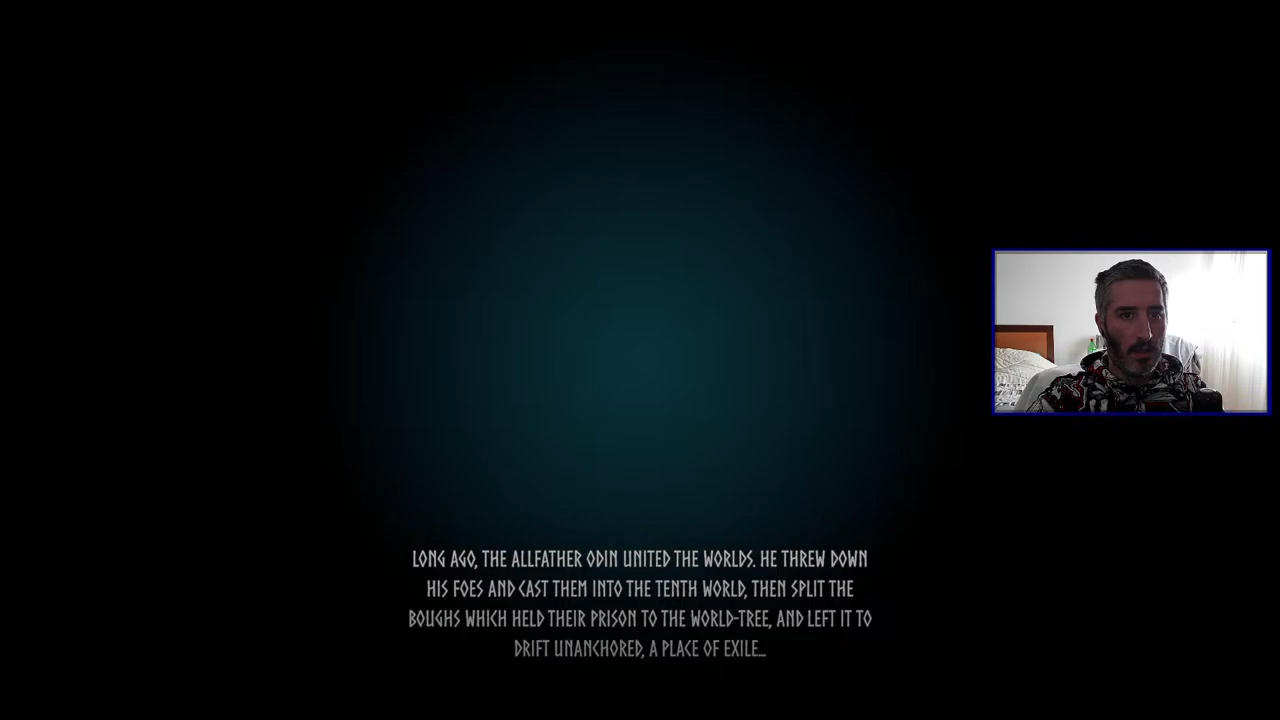 LONG AGO, THE ALLFATHER ODIN UNITED THE WORLDS. HE THREW DOWN
HIS FOES AND CAST THEM INTO THE TENTH WORLD, THEN SPLIT THE
BOUGHS WHICH HELD THEIR PRISON TO THE WORLD-TREE, AND LEFT IT TO
DRIFT UNANCHORED, A PLACE OF EXILE...